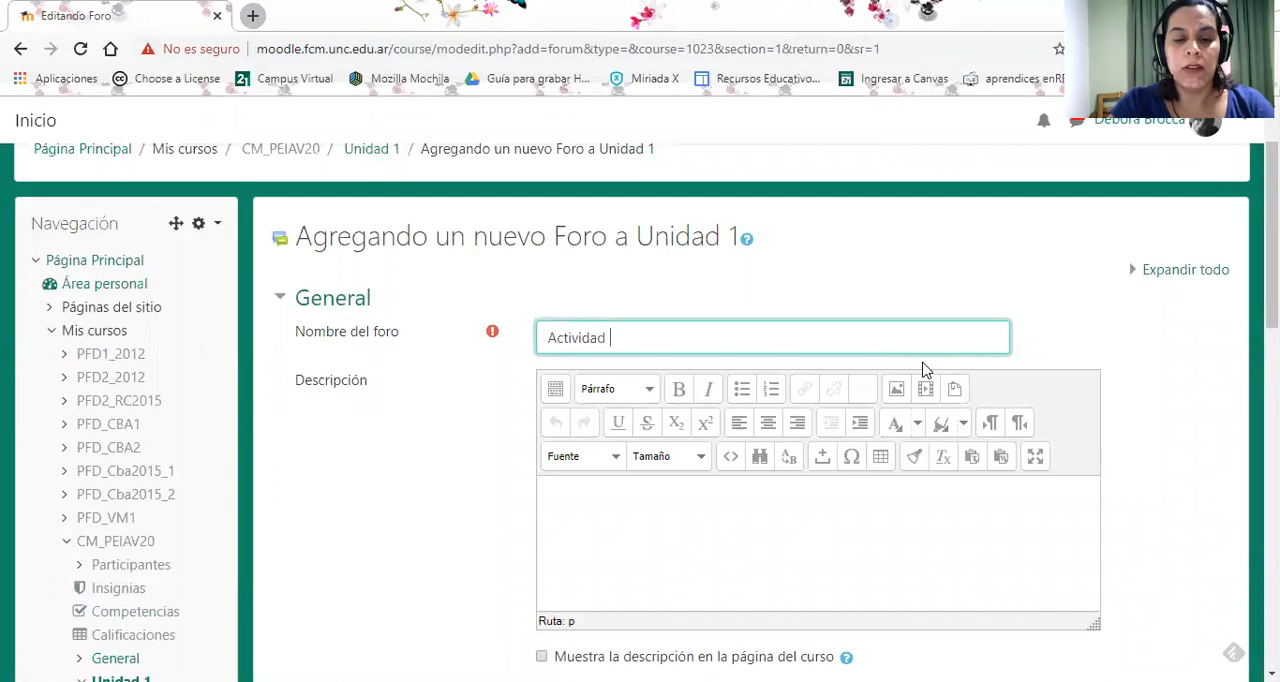 Editando Foro
No es seguro
moodle.fcm.unc.edu.ar/course/modedit.php?add=forum&type=&course=1023&section=1&return=0&sr=1
Aplicaciones
Choose a License
21
Campus Virtual
Mozilla Mochila
Guía para grabar H...
Miriada X
Recursos Educativo...
Ingresar a Canvas
aprendices enRE
Inicio
Debora Brocca
Página Principal / Mis cursos / CM_PEIAV20 / Unidad 1 / Agregando un nuevo Foro a Unidad 1
Navegación
Página Principal
Área personal
Páginas del sitio
Mis cursos
PFD1_2012
PFD2_2012
PFD2_RC2015
PFD_CBA1
PFD_CBA2
PFD_Cba2015_1
PFD_Cba2015_2
PFD_VM1
CM_PEIAV20
Participantes
Insignias
Competencias
Calificaciones
General
Unidad 1
Agregando un nuevo Foro a Unidad 1
Expandir todo
General
Nombre del foro
Actividad
Descripción
Párrafo
Fuente
Tamaño
Ruta: p
Muestra la descripción en la página del curso